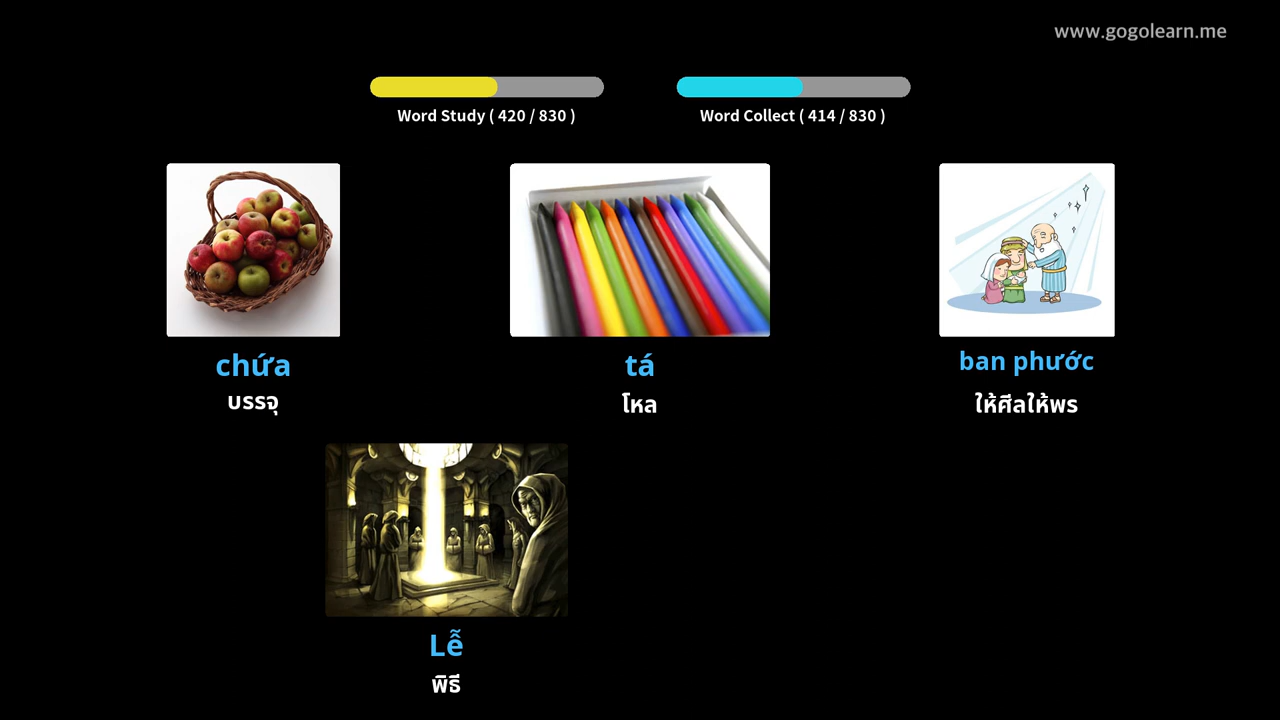 www.gogolearn.me
Word Study ( 420 / 830 )
Word Collect ( 414 / 830 )
chứa
บรรจุ
tá
โหล
ban phước
ให้ศีลให้พร
Lễ
พิธี